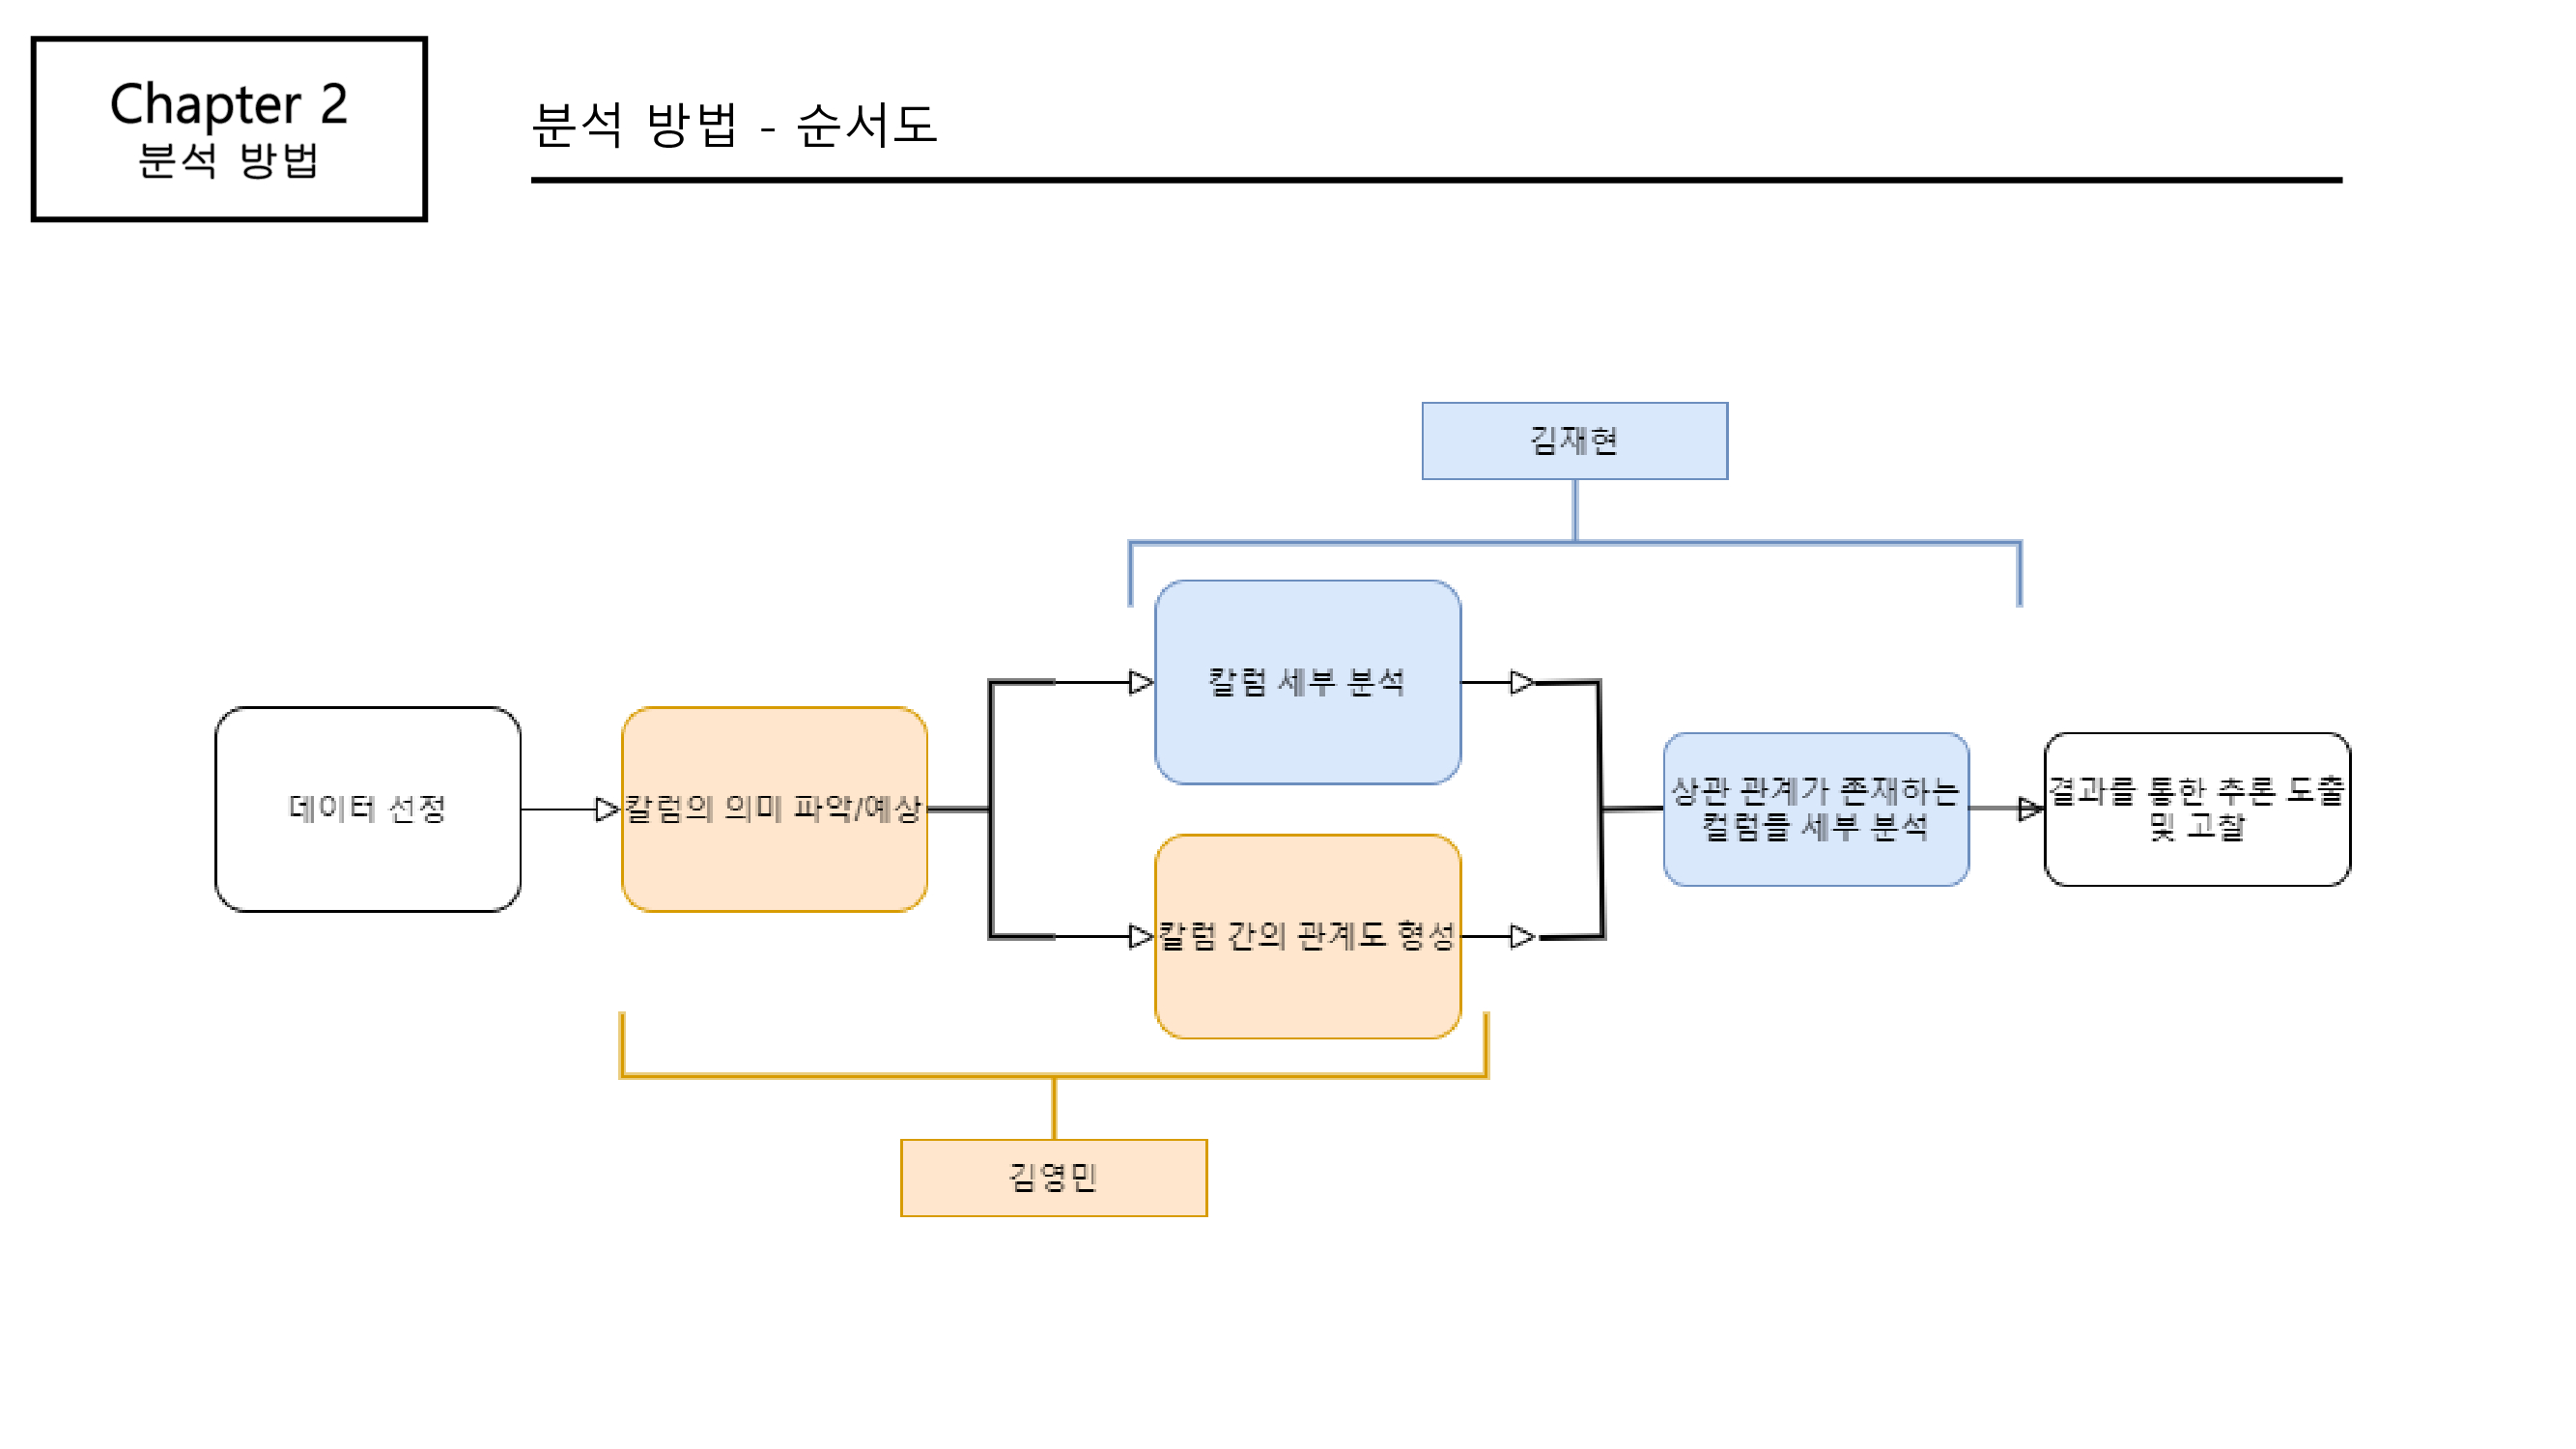 Chapter 2
분석 방법
분석 방법 - 순서도
김재현
칼럼 세부 분석
데이터 선정
칼럼의 의미 파악/예상
상관 관계가 존재하는
컬럼들 세부 분석
결과를 통한 추론 도출
및 고찰
칼럼 간의 관계도 형성
김영민